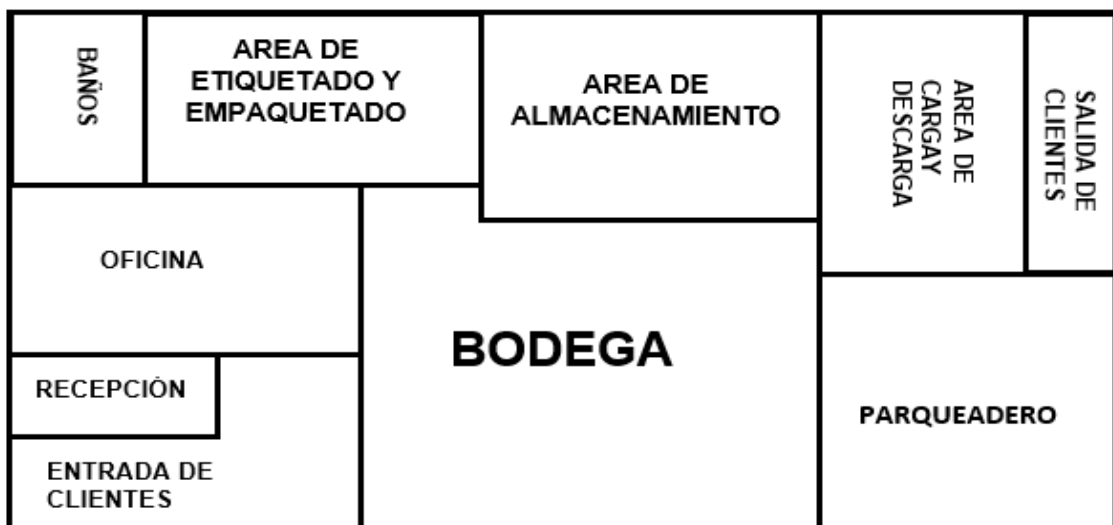 BAÑOS
AREA DE
ETIQUETADO Y
EMPAQUETADO
AREA DE
ALMACENAMIENTO
AREA DE
CARGAY
DESCARGA
SALIDA DE
CLIENTES
OFICINA
BODEGA
RECEPCIÓN
PARQUEADERO
ENTRADA DE
CLIENTES